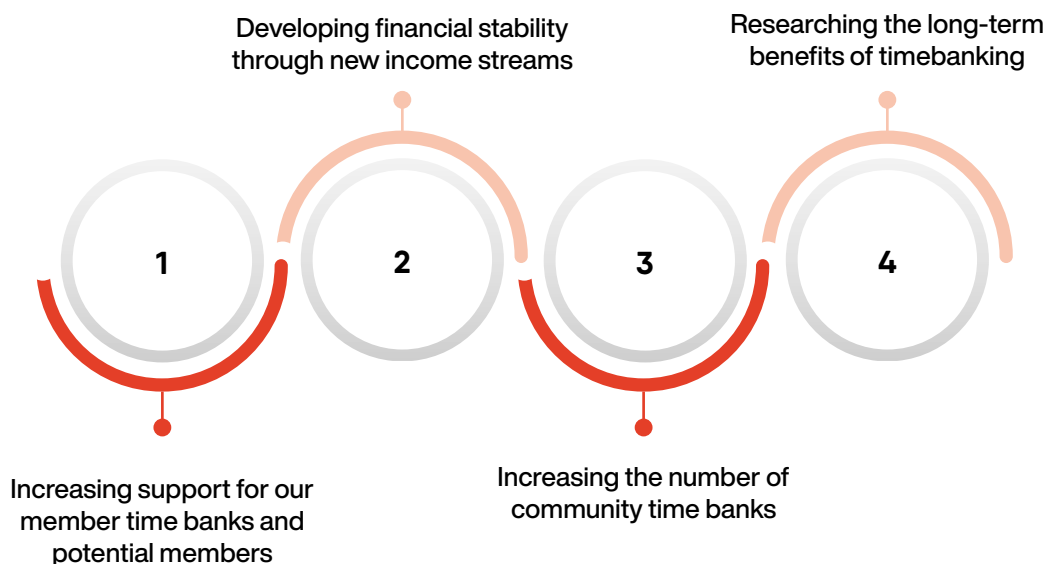 Developing financial stability
through new income streams
Researching the long-term
benefits of timebanking
1
2
3
4
Increasing support for our
member time banks and
potential members
Increasing the number of
community time banks